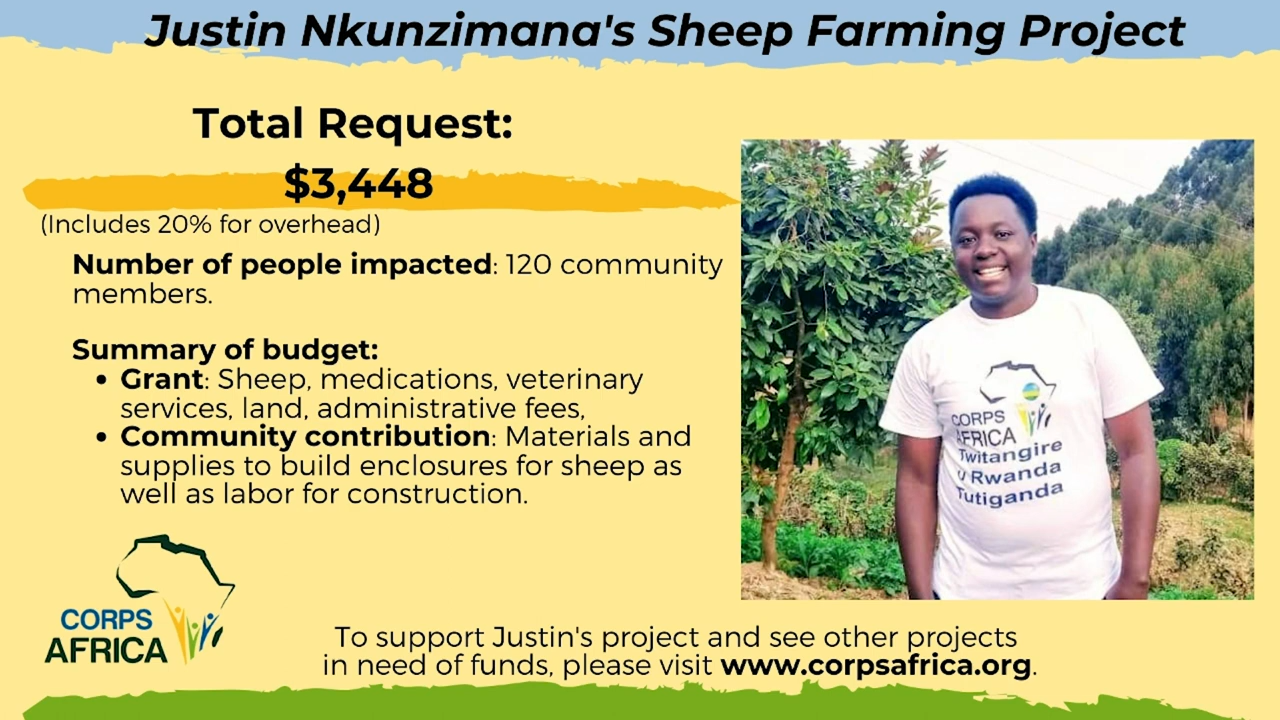 Justin Nkunzimana's Sheep Farming Project
Total Request:
$3,448
(Includes 20% for overhead)
Number of people impacted: 120 community
members.
Summary of budget:
• Grant: Sheep, medications, veterinary
services, land, administrative fees,
• Community contribution: Materials and
supplies to build enclosures for sheep as
well as labor for construction.
CORPS
AFRICA
Twitangire
U Rwanda
Tutiganda
CORPS
AFRICA
To support Justin's project and see other projects
in need of funds, please visit www.corpsafrica.org.